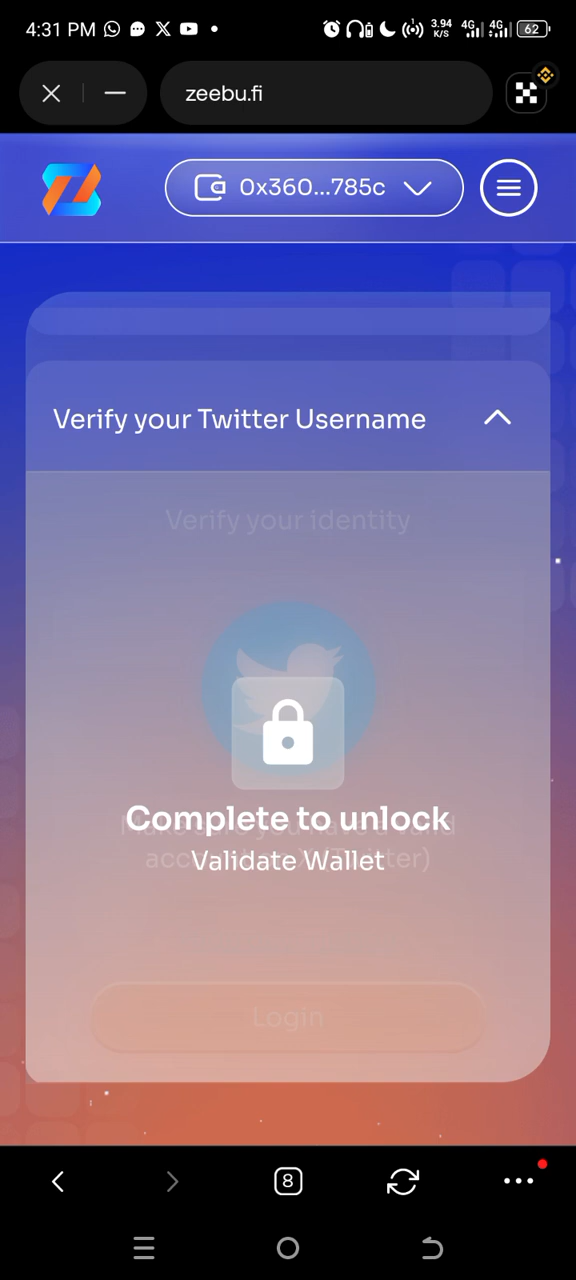 4:31 PM
3.94 K/S
4G
4G
62
zeebu.fi
0x360...785c
Verify your Twitter Username
Verify your identity
Complete to unlock
Validate Wallet
Login
8